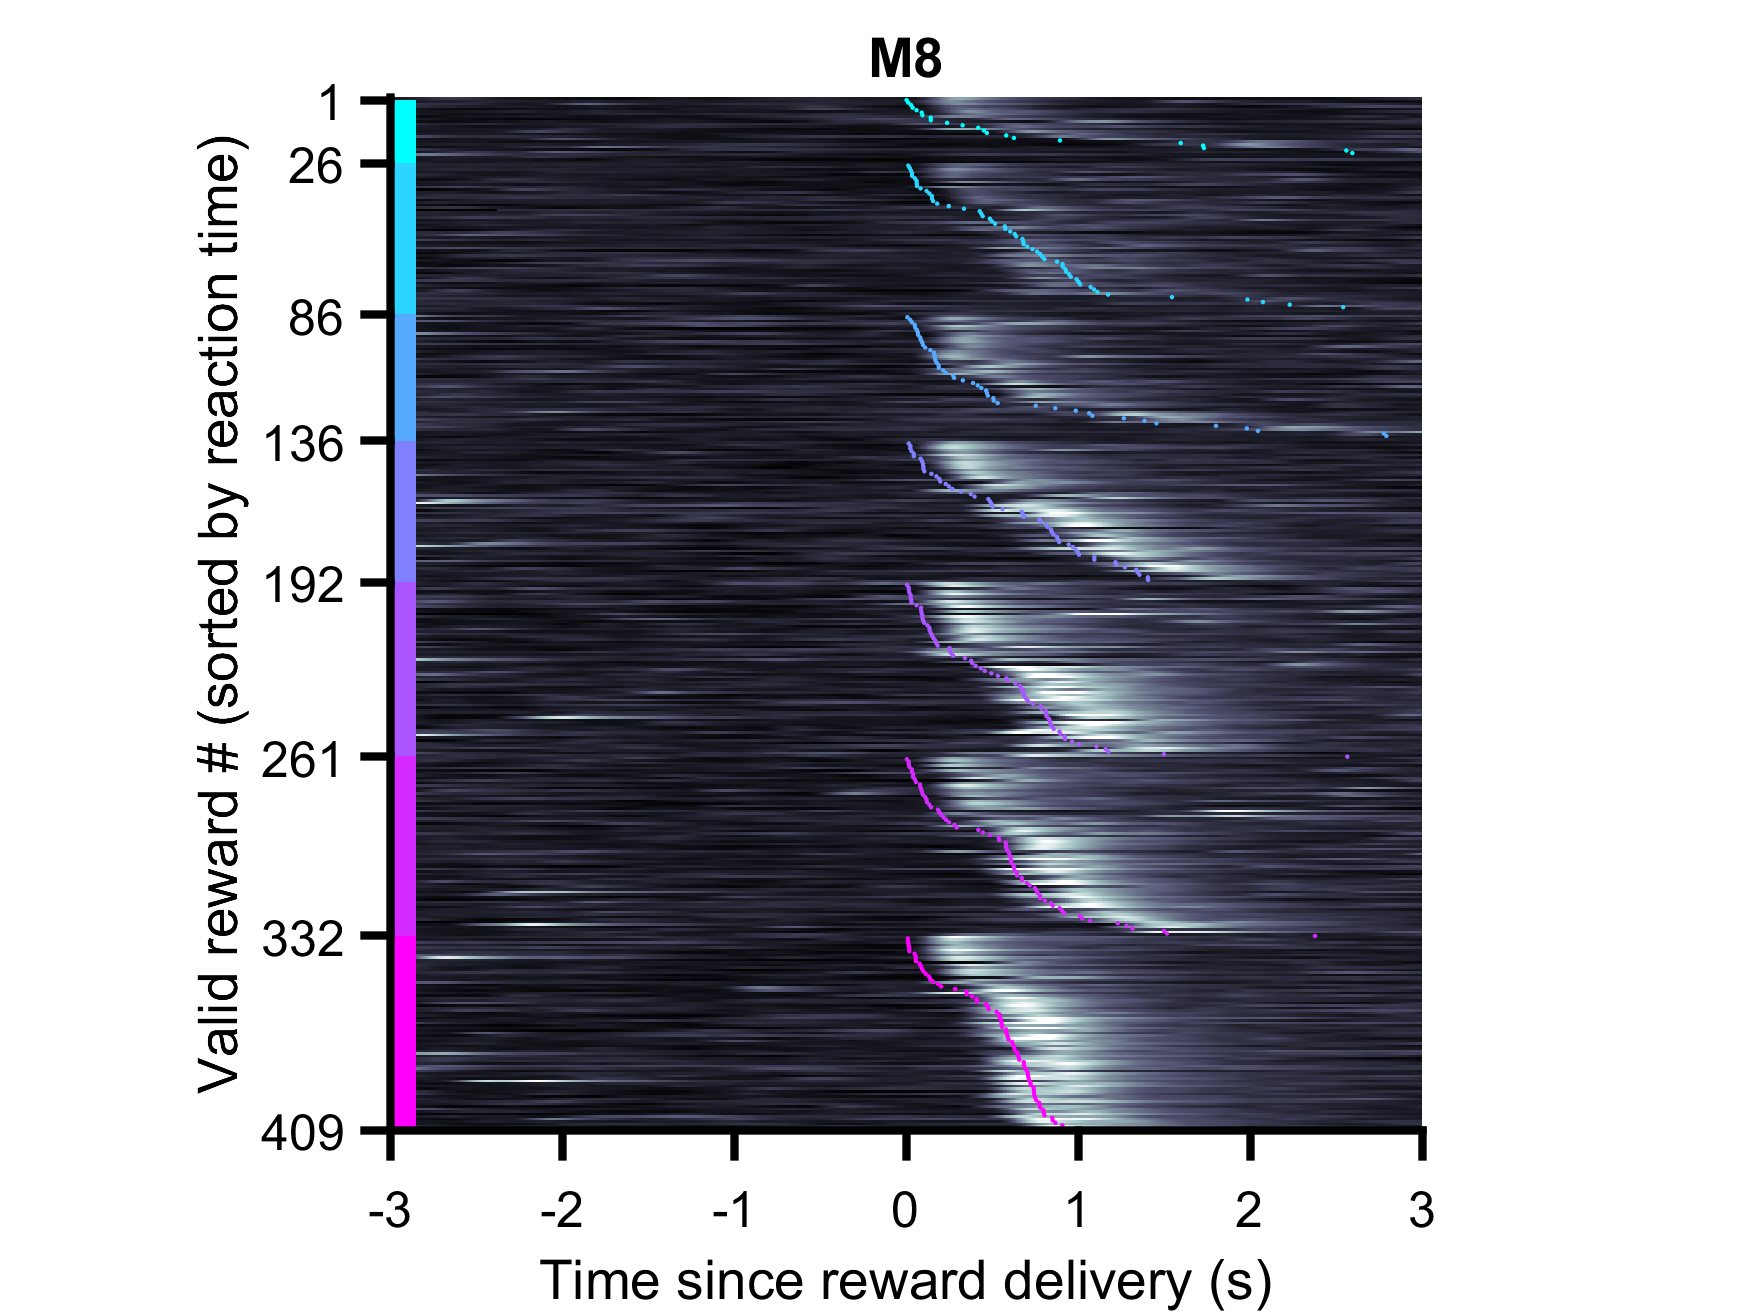 M8
Valid reward # (sorted by reaction time)
1
26
86
136
192
261
332
409
-3 -2 -1 0 1 2 3
Time since reward delivery (s)